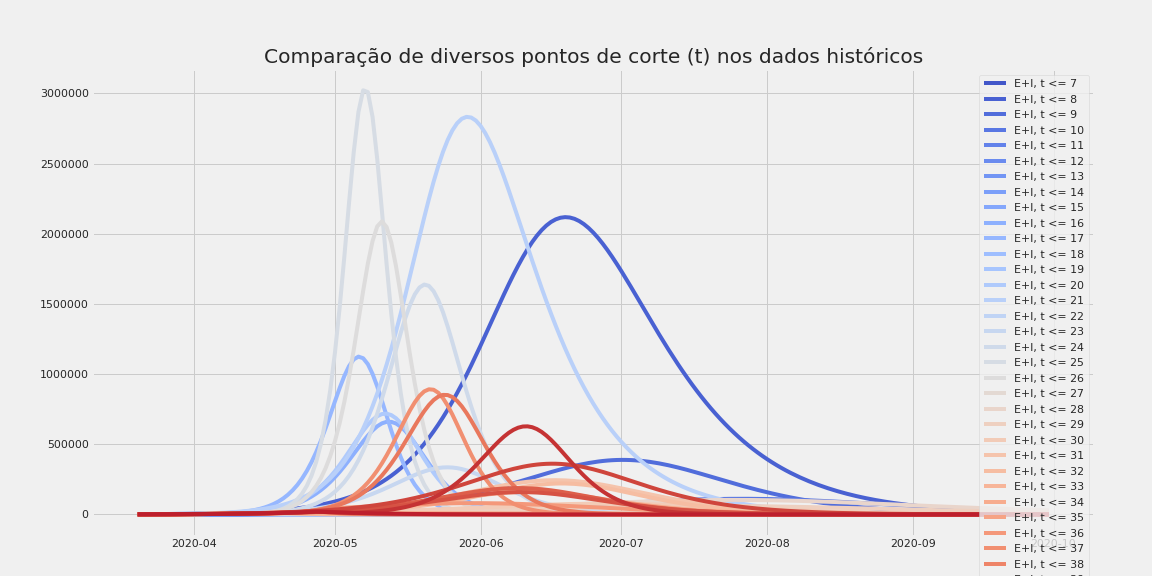 Comparação de diversos pontos de corte (t) nos dados históricos
3000000
2500000
2000000
1500000
1000000
500000
0
2020-04
2020-05
2020-06
2020-07
2020-08
2020-09
2020-10
E+I, t <= 7
E+I, t <= 8
E+I, t <= 9
E+I, t <= 10
E+I, t <= 11
E+I, t <= 12
E+I, t <= 13
E+I, t <= 14
E+I, t <= 15
E+I, t <= 16
E+I, t <= 17
E+I, t <= 18
E+I, t <= 19
E+I, t <= 20
E+I, t <= 21
E+I, t <= 22
E+I, t <= 23
E+I, t <= 24
E+I, t <= 25
E+I, t <= 26
E+I, t <= 27
E+I, t <= 28
E+I, t <= 29
E+I, t <= 30
E+I, t <= 31
E+I, t <= 32
E+I, t <= 33
E+I, t <= 34
E+I, t <= 35
E+I, t <= 36
E+I, t <= 37
E+I, t <= 38